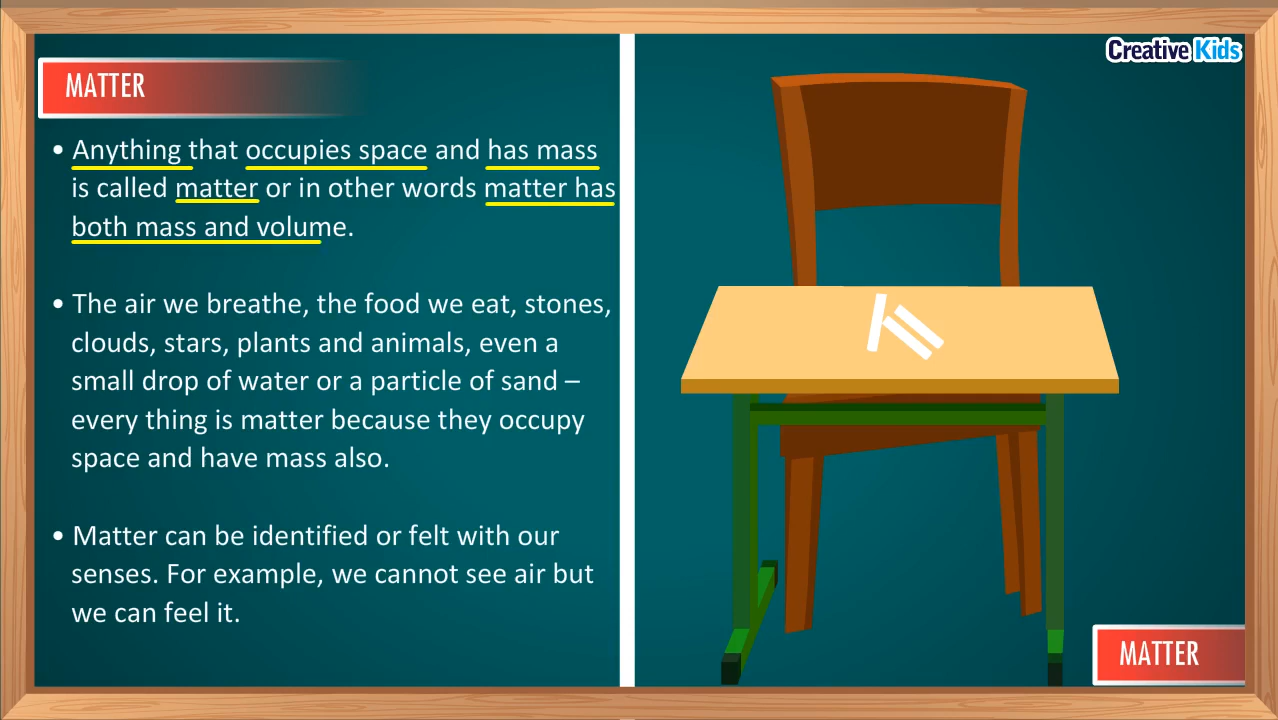 MATTER
• Anything that occupies space and has mass
is called matter or in other words matter has
both mass and volume.
• The air we breathe, the food we eat, stones,
clouds, stars, plants and animals, even a
small drop of water or a particle of sand –
every thing is matter because they occupy
space and have mass also.
• Matter can be identified or felt with our
senses. For example, we cannot see air but
we can feel it.
Creative Kids
MATTER